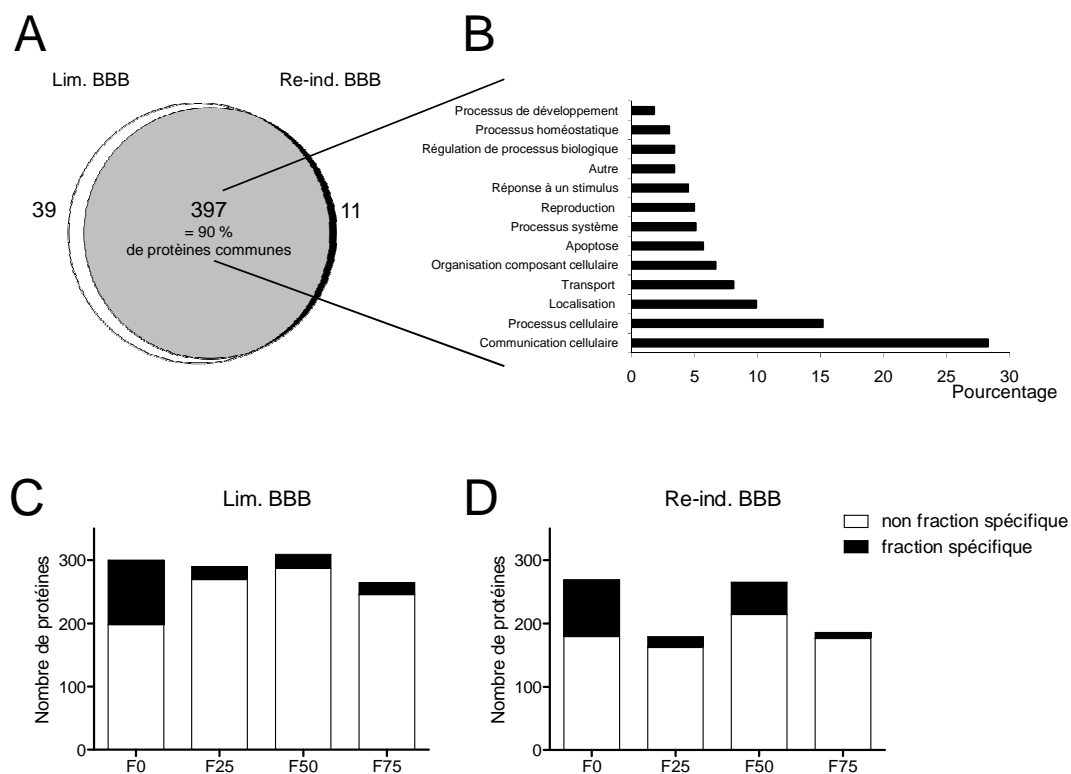 A
B
Lim. BBB
Re-ind. BBB
39
397
= 90 %
de protèines communes
11
Processus de développement
Processus homéostatique
Régulation de processus biologique
Autre
Réponse à un stimulus
Reproduction
Processus système
Apoptose
Organisation composant cellulaire
Transport
Localisation
Processus cellulaire
Communication cellulaire
0 5 10 15 20 25 30
Pourcentage
C
Lim. BBB
Nombre de protéines
300
200
100
0
F0 F25 F50 F75
D
Re-ind. BBB
non fraction spécifique
fraction spécifique
Nombre de protéines
300
200
100
0
F0 F25 F50 F75